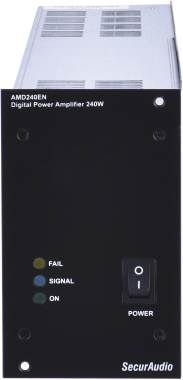 AMD240EN
Digital Power Amplifier 240W
FAIL
SIGNAL
ON
O
I
POWER
SecurAudio